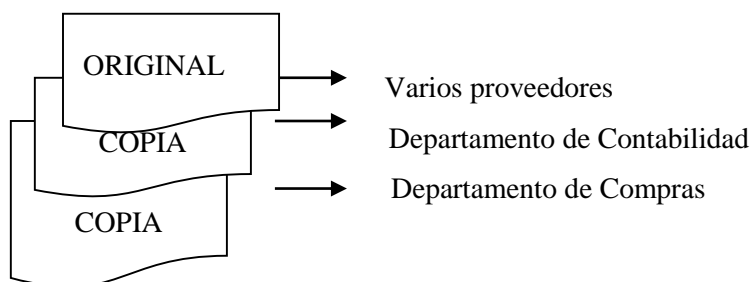 ORIGINAL
Varios proveedores
COPIA
Departamento de Contabilidad
COPIA
Departamento de Compras